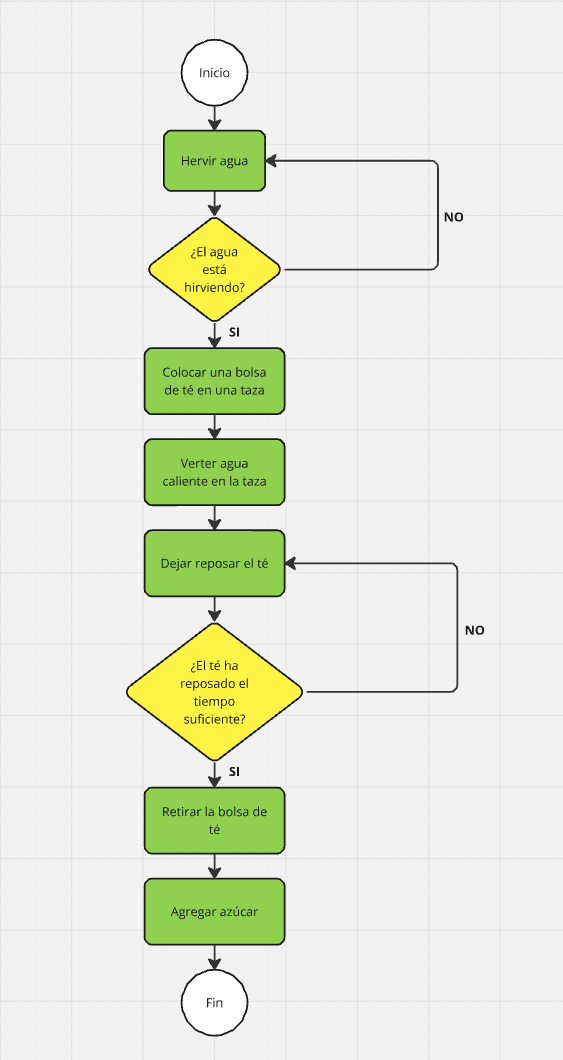 Inicio
Hervir agua
NO
¿El agua
está
hirviendo?
SI
Colocar una bolsa
de té en una taza
Verter agua
caliente en la taza
Dejar reposar el té
NO
¿El té ha
reposado el
tiempo
suficiente?
SI
Retirar la bolsa de
té
Agregar azúcar
Fin